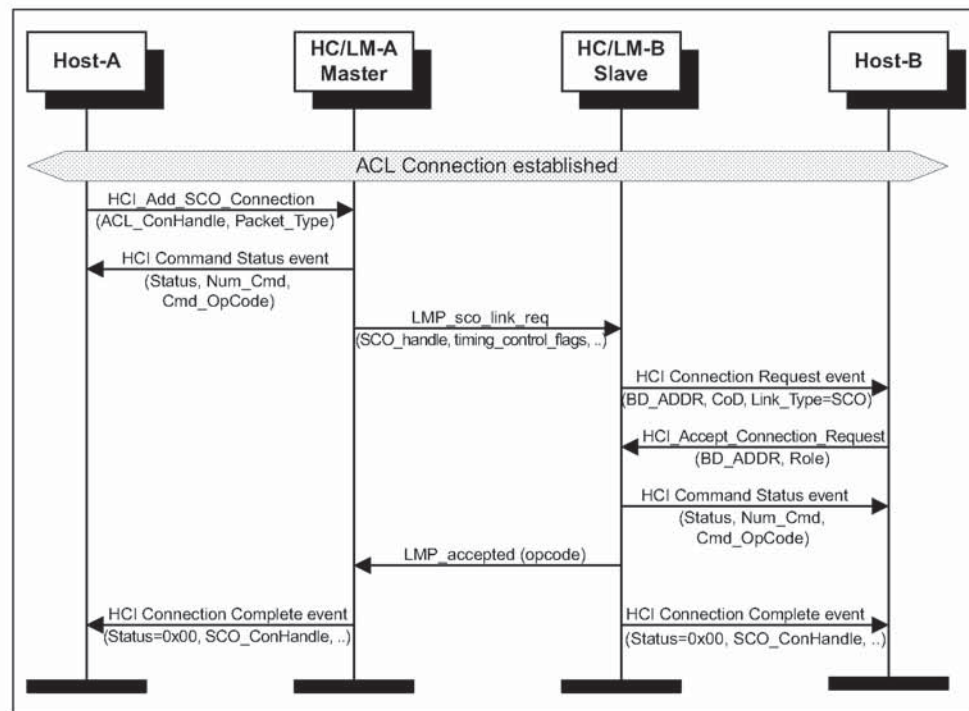 Host-A
HC/LM-A
Master
HC/LM-B
Slave
Host-B
ACL Connection established
HCI_Add_SCO_Connection
(ACL_ConHandle, Packet_Type)
HCI Command Status event
(Status, Num_Cmd,
Cmd_OpCode)
LMP_sco_link_req
(SCO_handle, timing_control_flags, ..)
HCI Connection Request event
(BD_ADDR, CoD, Link_Type=SCO)
HCI_Accept_Connection_Request
(BD_ADDR, Role)
HCI Command Status event
(Status, Num_Cmd,
Cmd_OpCode)
LMP_accepted (opcode)
HCI Connection Complete event
(Status=0x00, SCO_ConHandle, ..)
HCI Connection Complete event
(Status=0x00, SCO_ConHandle, ..)